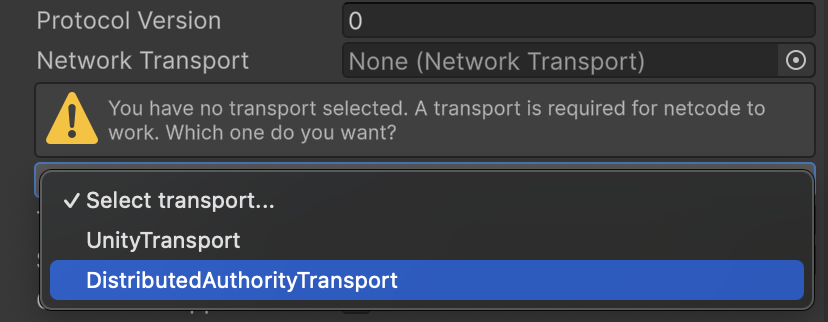 Protocol Version
0
Network Transport
None (Network Transport)
You have no transport selected. A transport is required for netcode to
work. Which one do you want?
✓ Select transport...
UnityTransport
DistributedAuthorityTransport